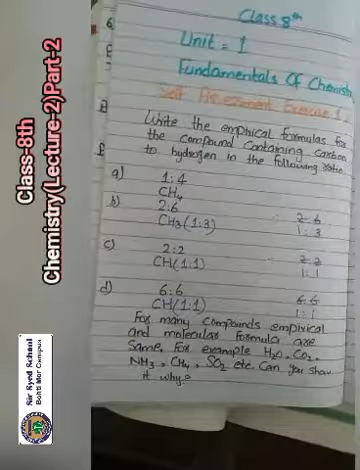 Class-8th
Chemistry(Lecture-2)Part-2
Sir Syed School
Bohti Mor Campus
Class 8th
Unit = 1
Fundamentals Of Chemistry
Self Assessment Exercise
Write the emphirical formulas for
the compound containing carbon
to hydrogen in the following ratio
a) 1:4
CH4
b) 2:6
CH3 (1:3)
2:6
1:3
c) 2:2
CH(1:1)
2:2
1:1
d) 6:6
CH(1:1)
6:6
1:1
For many compounds empirical
and molecular formula are
same. For example H2O, CO2,
NH3, CH4, SO2 etc. Can you show
it why?